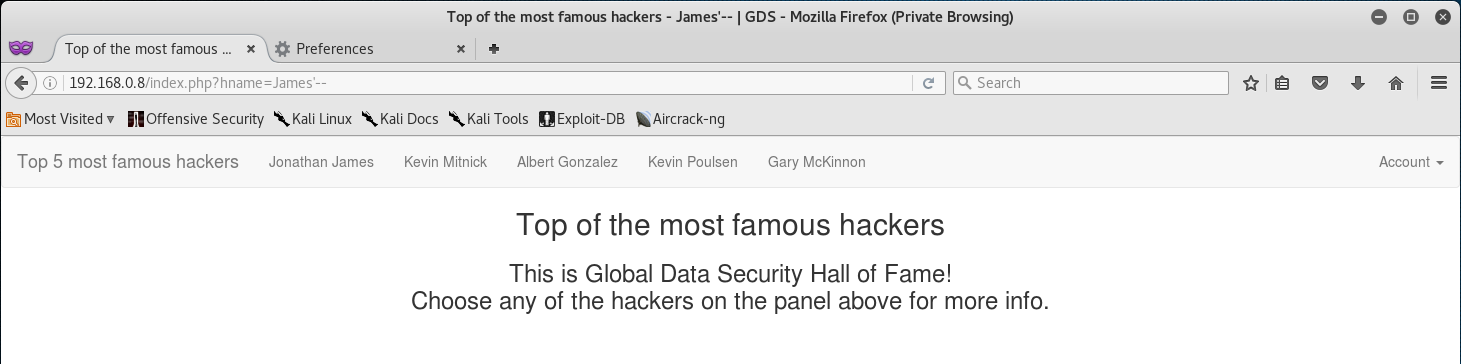 Top of the most famous hackers - James'-- | GDS - Mozilla Firefox (Private Browsing)
Top of the most famous ... Preferences
192.168.0.8/index.php?hname=James'-- Search
Most Visited Offensive Security Kali Linux Kali Docs Kali Tools Exploit-DB Aircrack-ng
Top 5 most famous hackers Jonathan James Kevin Mitnick Albert Gonzalez Kevin Poulsen Gary McKinnon Account
Top of the most famous hackers
This is Global Data Security Hall of Fame!
Choose any of the hackers on the panel above for more info.